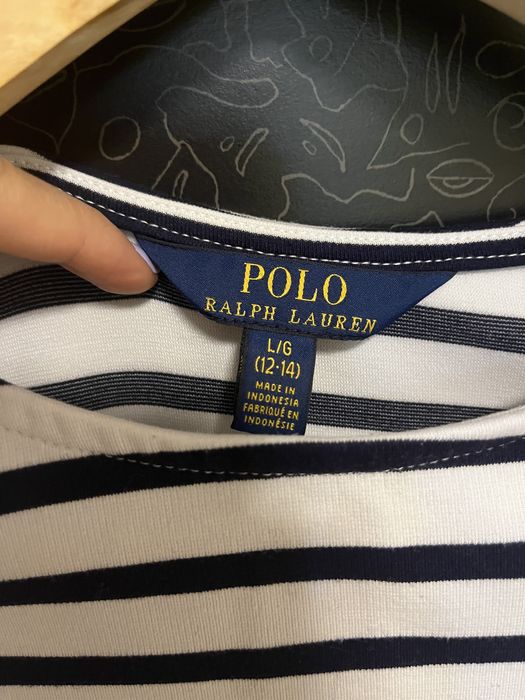 POLO
RALPH LAUREN
L/G
(12-14)
MADE IN
INDONESIA
FABRIQUÉ EN
INDONÉSIE